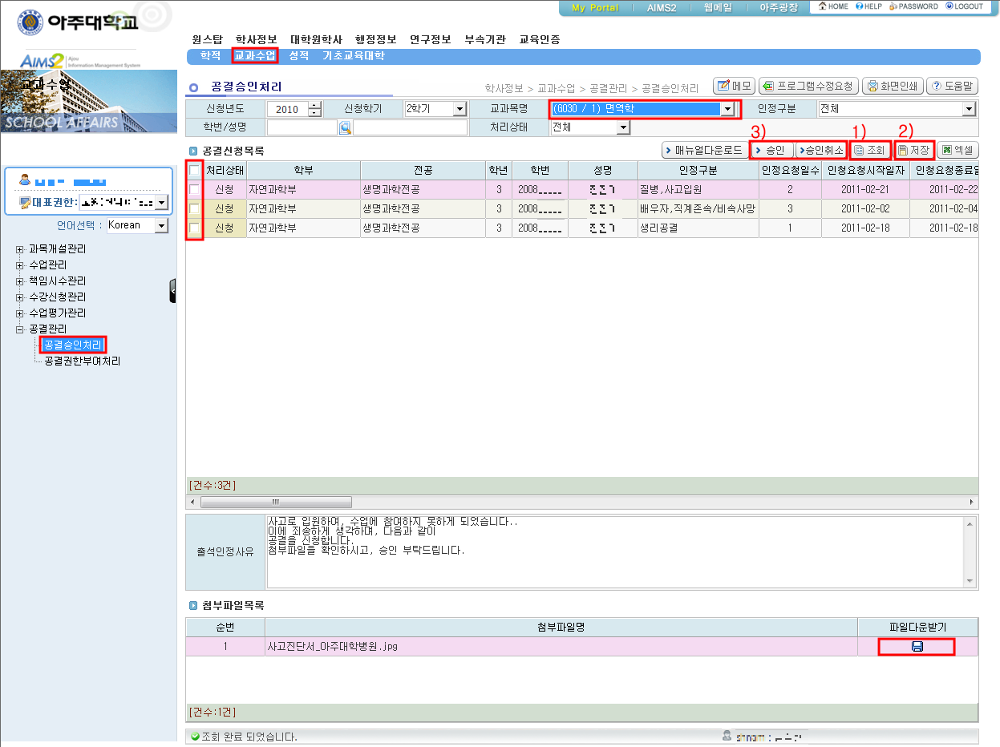 My Portal AIMS2 웹메일 아주광장 HOME HELP PASSWORD LOGOUT
아주대학교
원스탑 학사정보 대학원학사 행정정보 연구정보 부속기관 교육인증
AIMS2 Ajou Information Management System
학적 교과수업 성적 기초교육대학
교과수업
SCHOOL AFFAIRS
공결승인처리
학사정보 > 교과수업 > 공결관리 > 공결승인처리
메모 프로그램수정요청 화면인쇄 도움말
신청년도 2010 신청학기 2학기 교과목명 (G030 / 1) 면역학 인정구분 전체
학번/성명 처리상태 전체
3) 1) 2)
공결신청목록
매뉴얼다운로드 승인 승인취소 조회 저장 엑셀
처리상태 학부 전공 학년 학번 성명 인정구분 인정요청일수 인청요청시작일자 인청요청종료일
신청 자연과학부 생명과학전공 3 2008 질병,사고입원 2 2011-02-21 2011-02-22
신청 자연과학부 생명과학전공 3 2008 배우자,직계존속/비속사망 3 2011-02-02 2011-02-04
신청 자연과학부 생명과학전공 3 2008 생리공결 1 2011-02-18 2011-02-18
대표권한:
언어선택 : Korean
과목개설관리
수업관리
책임시수관리
수강신청관리
수업평가관리
공결관리
공결승인처리
공결권한부여처리
[건수:3건]
출석인정사유
사고로 입원하여, 수업에 참여하지 못하게 되었습니다..
이에 죄송하게 생각하며, 다음과 같이
공결을 신청합니다.
첨부파일을 확인하시고, 승인 부탁드립니다.
첨부파일목록
순번 첨부파일명 파일다운받기
1 사고진단서_아주대학병원.jpg
[건수:1건]
조회 완료 되었습니다.